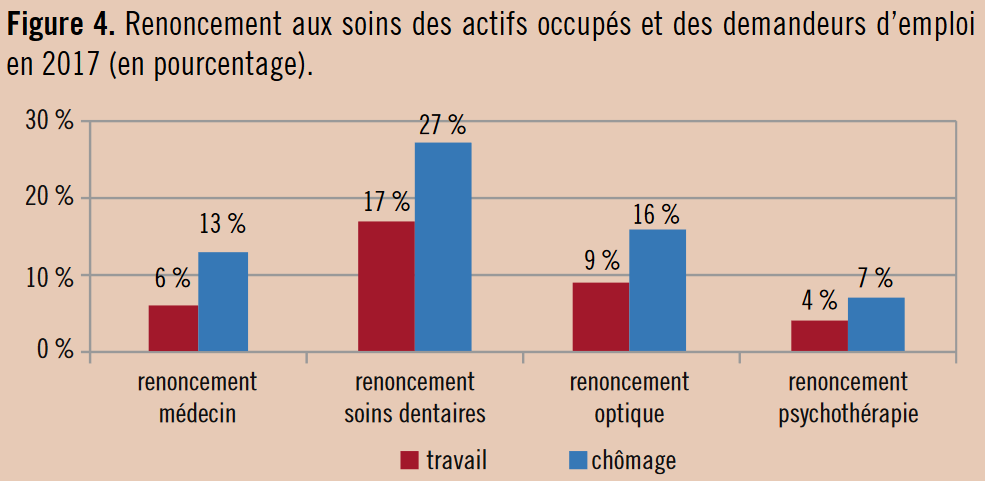 Figure 4. Renoncement aux soins des actifs occupés et des demandeurs d'emploi
en 2017 (en pourcentage).
30 %
27 %
20 %
17 %
16 %
13 %
10 %
9 %
7 %
6 %
4 %
0 %
renoncement
médecin
renoncement
soins dentaires
renoncement
optique
renoncement
psychothérapie
travail
chômage